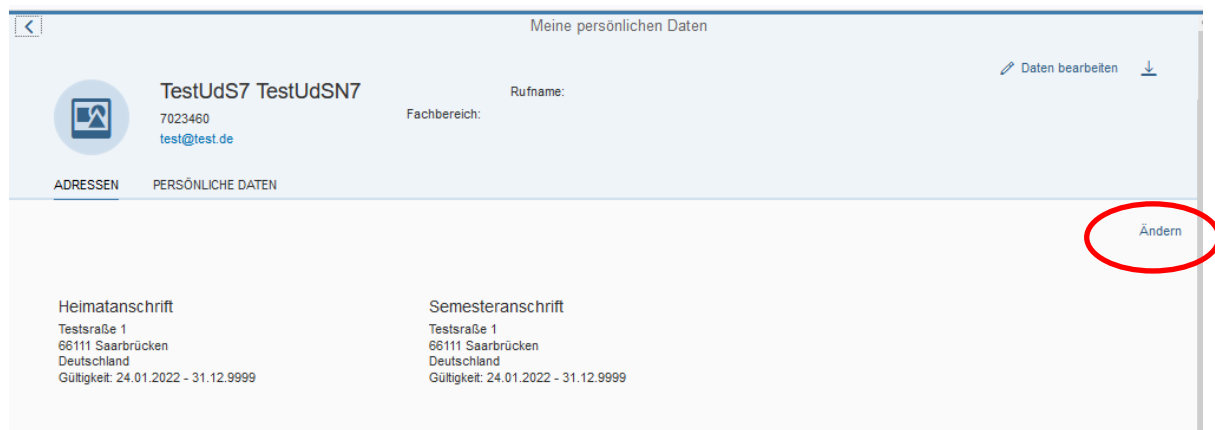 Meine persönlichen Daten
Daten bearbeiten
TestUdS7 TestUdSN7
Rufname:
7023460
Fachbereich:
test@test.de
ADRESSEN PERSÖNLICHE DATEN
Ändern
Heimatanschrift
Testsraße 1
66111 Saarbrücken
Deutschland
Gültigkeit: 24.01.2022 - 31.12.9999
Semesteranschrift
Testsraße 1
66111 Saarbrücken
Deutschland
Gültigkeit: 24.01.2022 - 31.12.9999